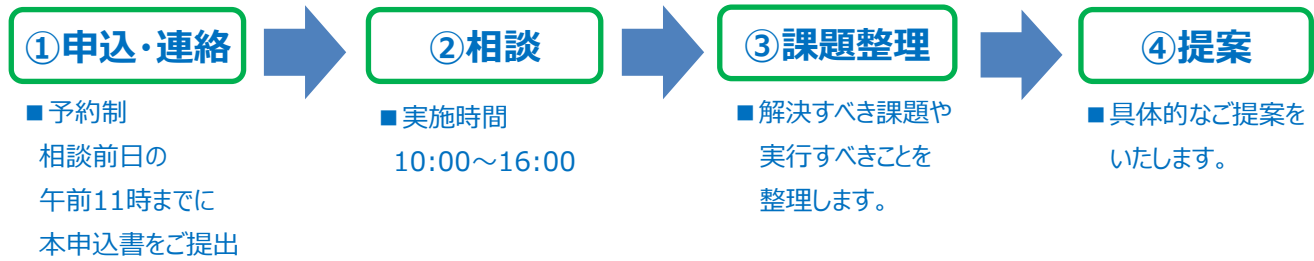 ①申込・連絡
■予約制
相談前日の
午前11時までに
本申込書をご提出
②相談
■実施時間
10:00～16:00
③課題整理
■解決すべき課題や
実行すべきことを
整理します。
④提案
■具体的なご提案を
いたします。